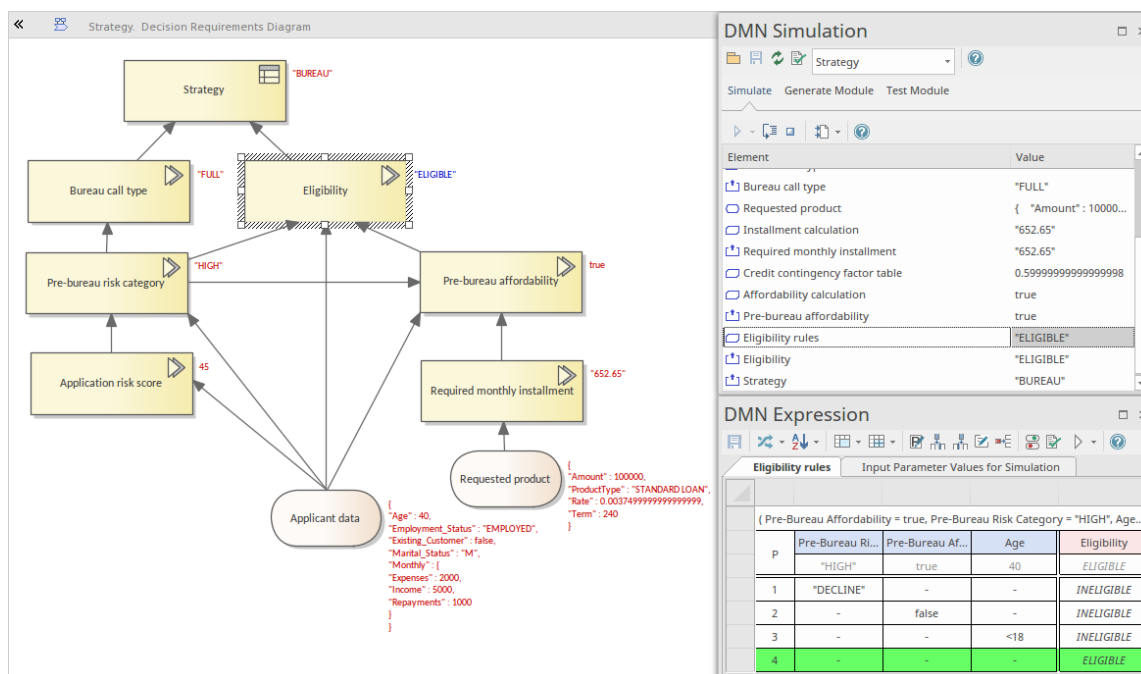 Strategy.  Decision Requirements Diagram
Strategy
"BUREAU"
Bureau call type
"FULL"
Eligibility
"ELIGIBLE"
Pre-bureau risk category
"HIGH"
Pre-bureau affordability
true
Application risk score
45
Required monthly installment
"652.65"
Requested product
{
"Amount" : 100000,
"ProductType" : "STANDARD LOAN",
"Rate" : 0.0037499999999999999,
"Term" : 240
}
Applicant data
{
"Age" : 40,
"Employment_Status" : "EMPLOYED",
"Existing_Customer" : false,
"Marital_Status" : "M",
"Monthly" : {
"Expenses" : 2000,
"Income" : 5000,
"Repayments" : 1000
}
}
DMN Simulation
Strategy
Simulate Generate Module Test Module
Element Value
Bureau call type "FULL"
Requested product { "Amount" : 10000...
Installment calculation "652.65"
Required monthly installment "652.65"
Credit contingency factor table 0.59999999999999998
Affordability calculation true
Pre-bureau affordability true
Eligibility rules "ELIGIBLE"
Eligibility "ELIGIBLE"
Strategy "BUREAU"
DMN Expression
Eligibility rules Input Parameter Values for Simulation
( Pre-Bureau Affordability = true, Pre-Bureau Risk Category = "HIGH", Age...
P Pre-Bureau Ri... Pre-Bureau Af... Age Eligibility
"HIGH" true 40 ELIGIBLE
1 "DECLINE" - - INELIGIBLE
2 - false - INELIGIBLE
3 - - <18 INELIGIBLE
4 - - - ELIGIBLE